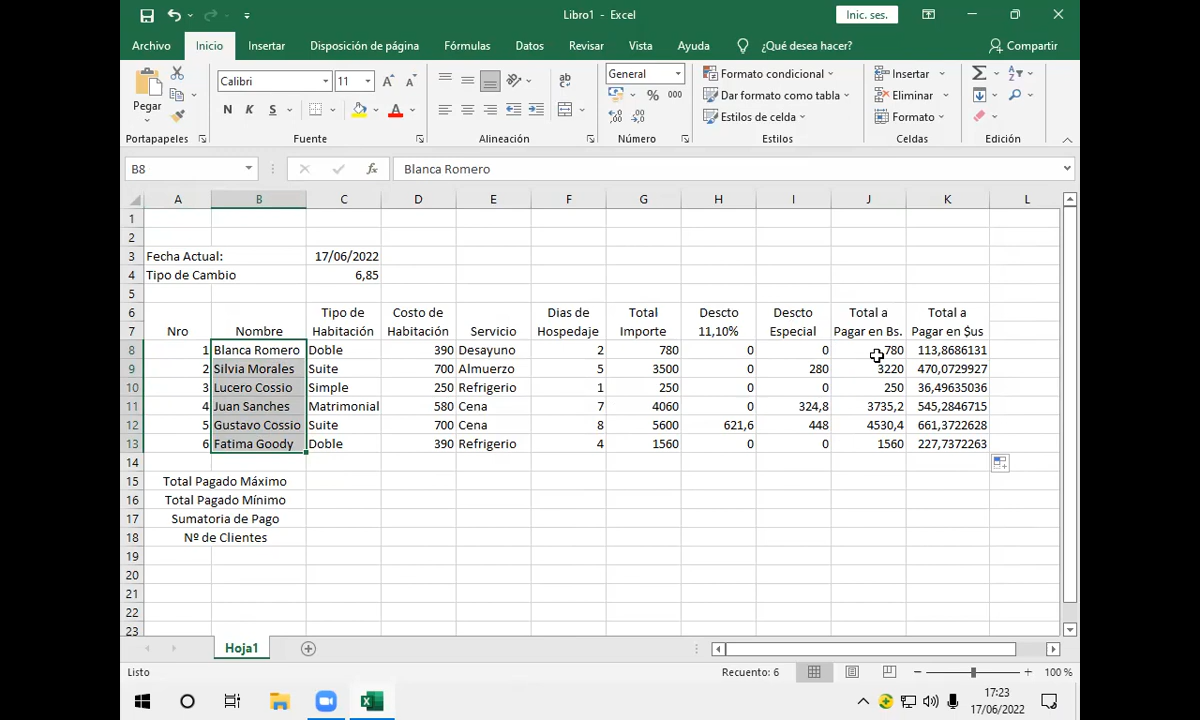 Libro1 - Excel
Inic. ses.
Archivo Inicio Insertar Disposición de página Fórmulas Datos Revisar Vista Ayuda ¿Qué desea hacer? Compartir
Pegar
Calibri 11
N K S
General
% 000
Formato condicional
Dar formato como tabla
Estilos de celda
Insertar
Eliminar
Formato
Portapapeles Fuente Alineación Número Estilos Celdas Edición
B8 fx Blanca Romero
A B C D E F G H I J K L
1
2
3 Fecha Actual: 17/06/2022
4 Tipo de Cambio 6,85
5
6 Tipo de Costo de Dias de Total Descto Descto Total a Total a
7 Nro Nombre Habitación Habitación Servicio Hospedaje Importe 11,10% Especial Pagar en Bs. Pagar en $us
8 1 Blanca Romero Doble 390 Desayuno 2 780 0 0 780 113,8686131
9 2 Silvia Morales Suite 700 Almuerzo 5 3500 0 280 3220 470,0729927
10 3 Lucero Cossio Simple 250 Refrigerio 1 250 0 0 250 36,49635036
11 4 Juan Sanches Matrimonial 580 Cena 7 4060 0 324,8 3735,2 545,2846715
12 5 Gustavo Cossio Suite 700 Cena 8 5600 621,6 448 4530,4 661,3722628
13 6 Fatima Goody Doble 390 Refrigerio 4 1560 0 0 1560 227,7372263
14
15 Total Pagado Máximo
16 Total Pagado Mínimo
17 Sumatoria de Pago
18 Nº de Clientes
19
20
21
22
23
Hoja1
Listo Recuento: 6 100 %
17:23
17/06/2022